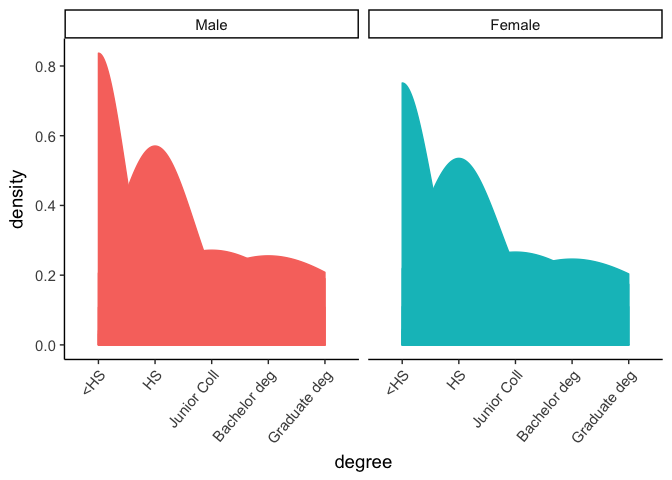 Male
Female
density
0.8
0.6
0.4
0.2
0.0
<HS
HS
Junior Coll
Bachelor deg
Graduate deg
<HS
HS
Junior Coll
Bachelor deg
Graduate deg
degree